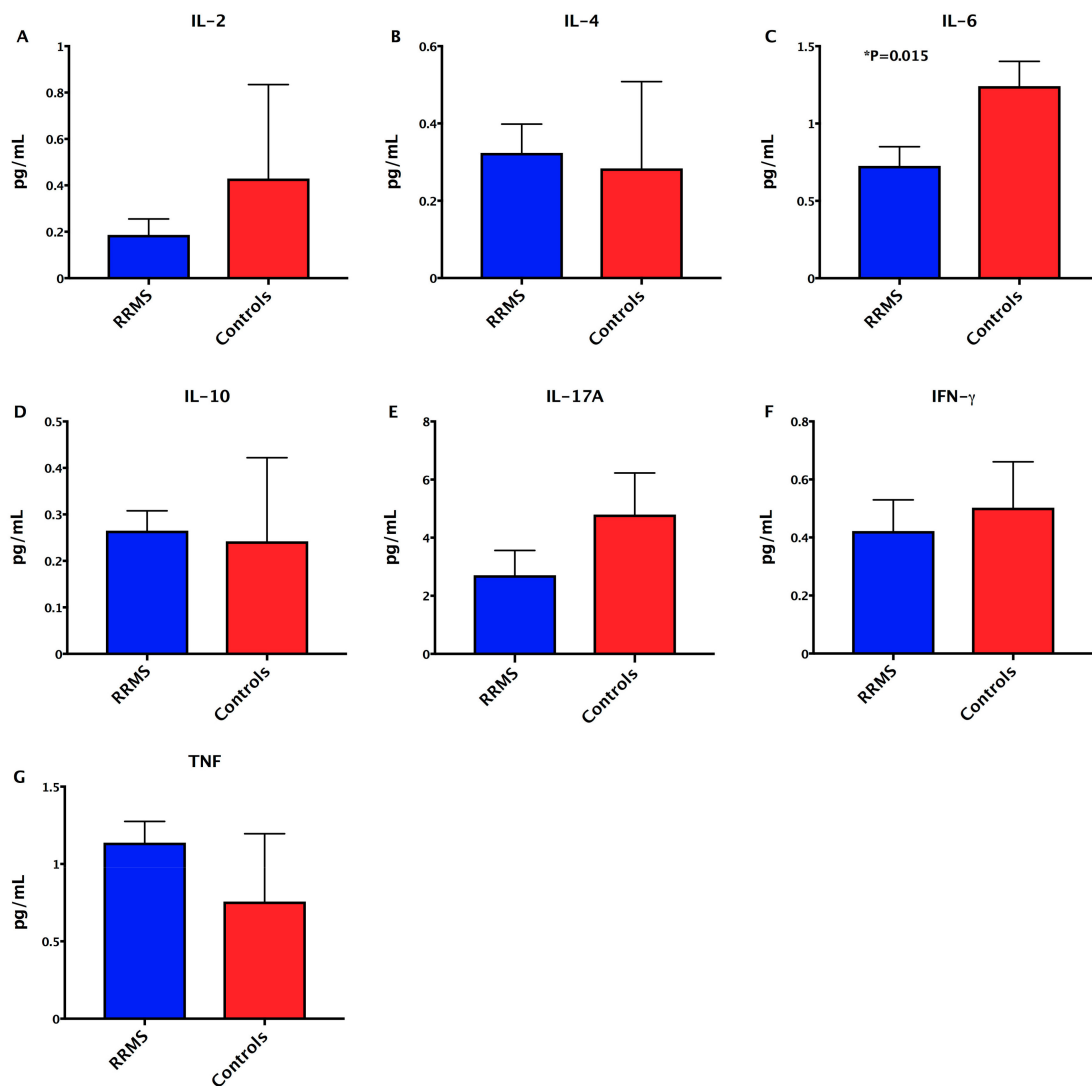 A
IL-2
pg/mL
1
0.8
0.6
0.4
0.2
0
RRMS
Controls
B
IL-4
pg/mL
0.6
0.4
0.2
0
RRMS
Controls
C
IL-6
*P=0.015
pg/mL
1.5
1
0.5
0
RRMS
Controls
D
IL-10
pg/mL
0.5
0.4
0.3
0.2
0.1
0
RRMS
Controls
E
IL-17A
pg/mL
8
6
4
2
0
RRMS
Controls
F
IFN-γ
pg/mL
0.8
0.6
0.4
0.2
0
RRMS
Controls
G
TNF
pg/mL
1.5
1
0.5
0
RRMS
Controls